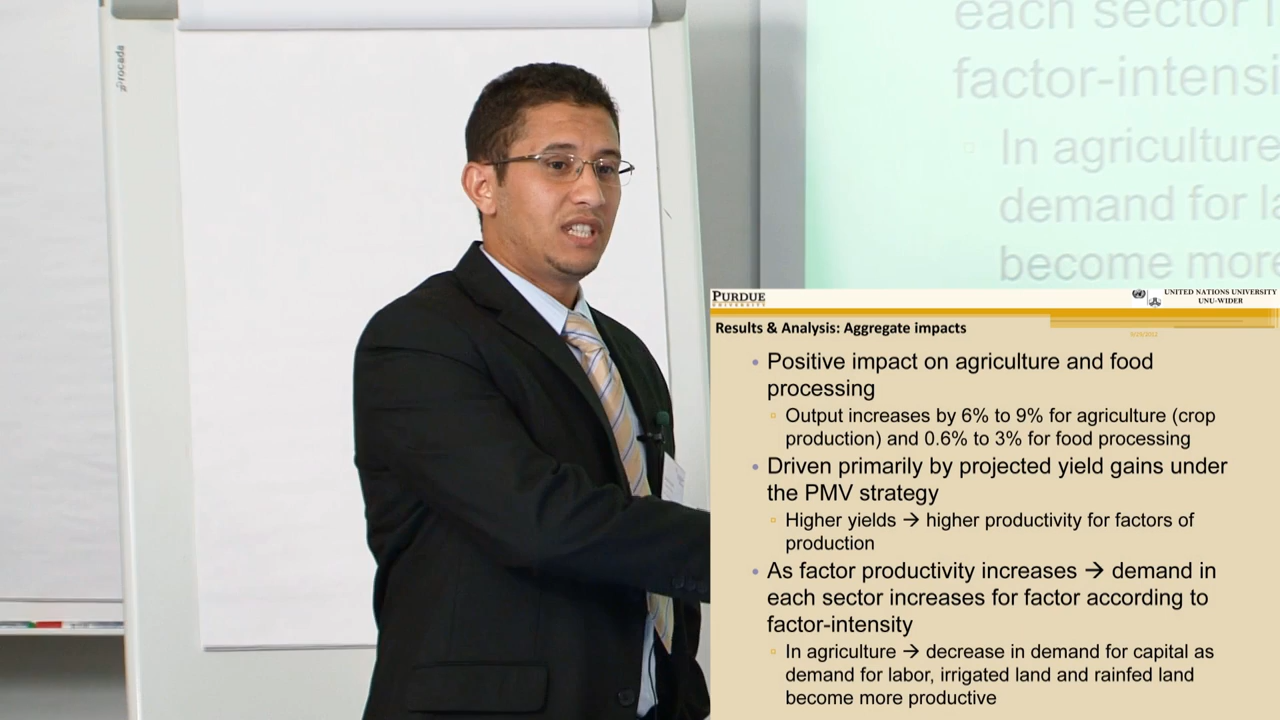 rocada
each sector i
factor-intensi
In agriculture
demand for la
become more
PURDUE
UNIVERSITY
UNITED NATIONS UNIVERSITY
UNU-WIDER
Results & Analysis: Aggregate impacts
• Positive impact on agriculture and food
processing
▫ Output increases by 6% to 9% for agriculture (crop
production) and 0.6% to 3% for food processing
• Driven primarily by projected yield gains under
the PMV strategy
▫ Higher yields → higher productivity for factors of
production
• As factor productivity increases → demand in
each sector increases for factor according to
factor-intensity
▫ In agriculture → decrease in demand for capital as
demand for labor, irrigated land and rainfed land
become more productive